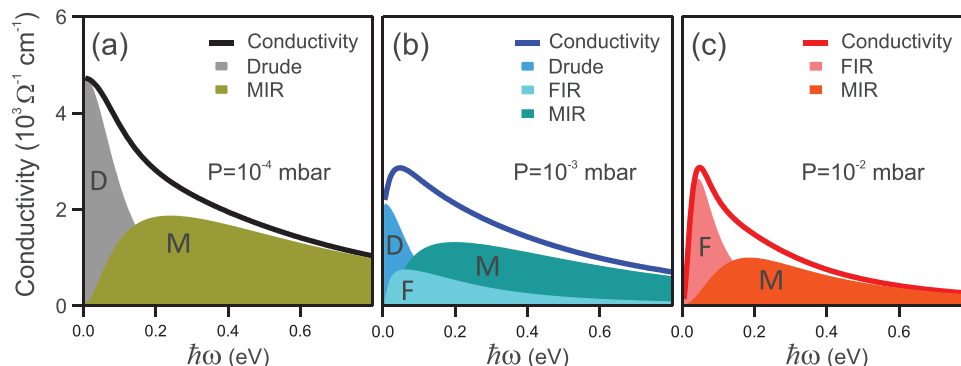 Conductivity (10³ Ω⁻¹ cm⁻¹)
6
4
2
0
(a)
Conductivity
Drude
MIR
P=10⁻⁴ mbar
D
M
0.0 0.2 0.4 0.6
ħω (eV)
(b)
Conductivity
Drude
FIR
MIR
P=10⁻³ mbar
D
F
M
0.0 0.2 0.4 0.6
ħω (eV)
(c)
Conductivity
FIR
MIR
P=10⁻² mbar
F
M
0.0 0.2 0.4 0.6
ħω (eV)